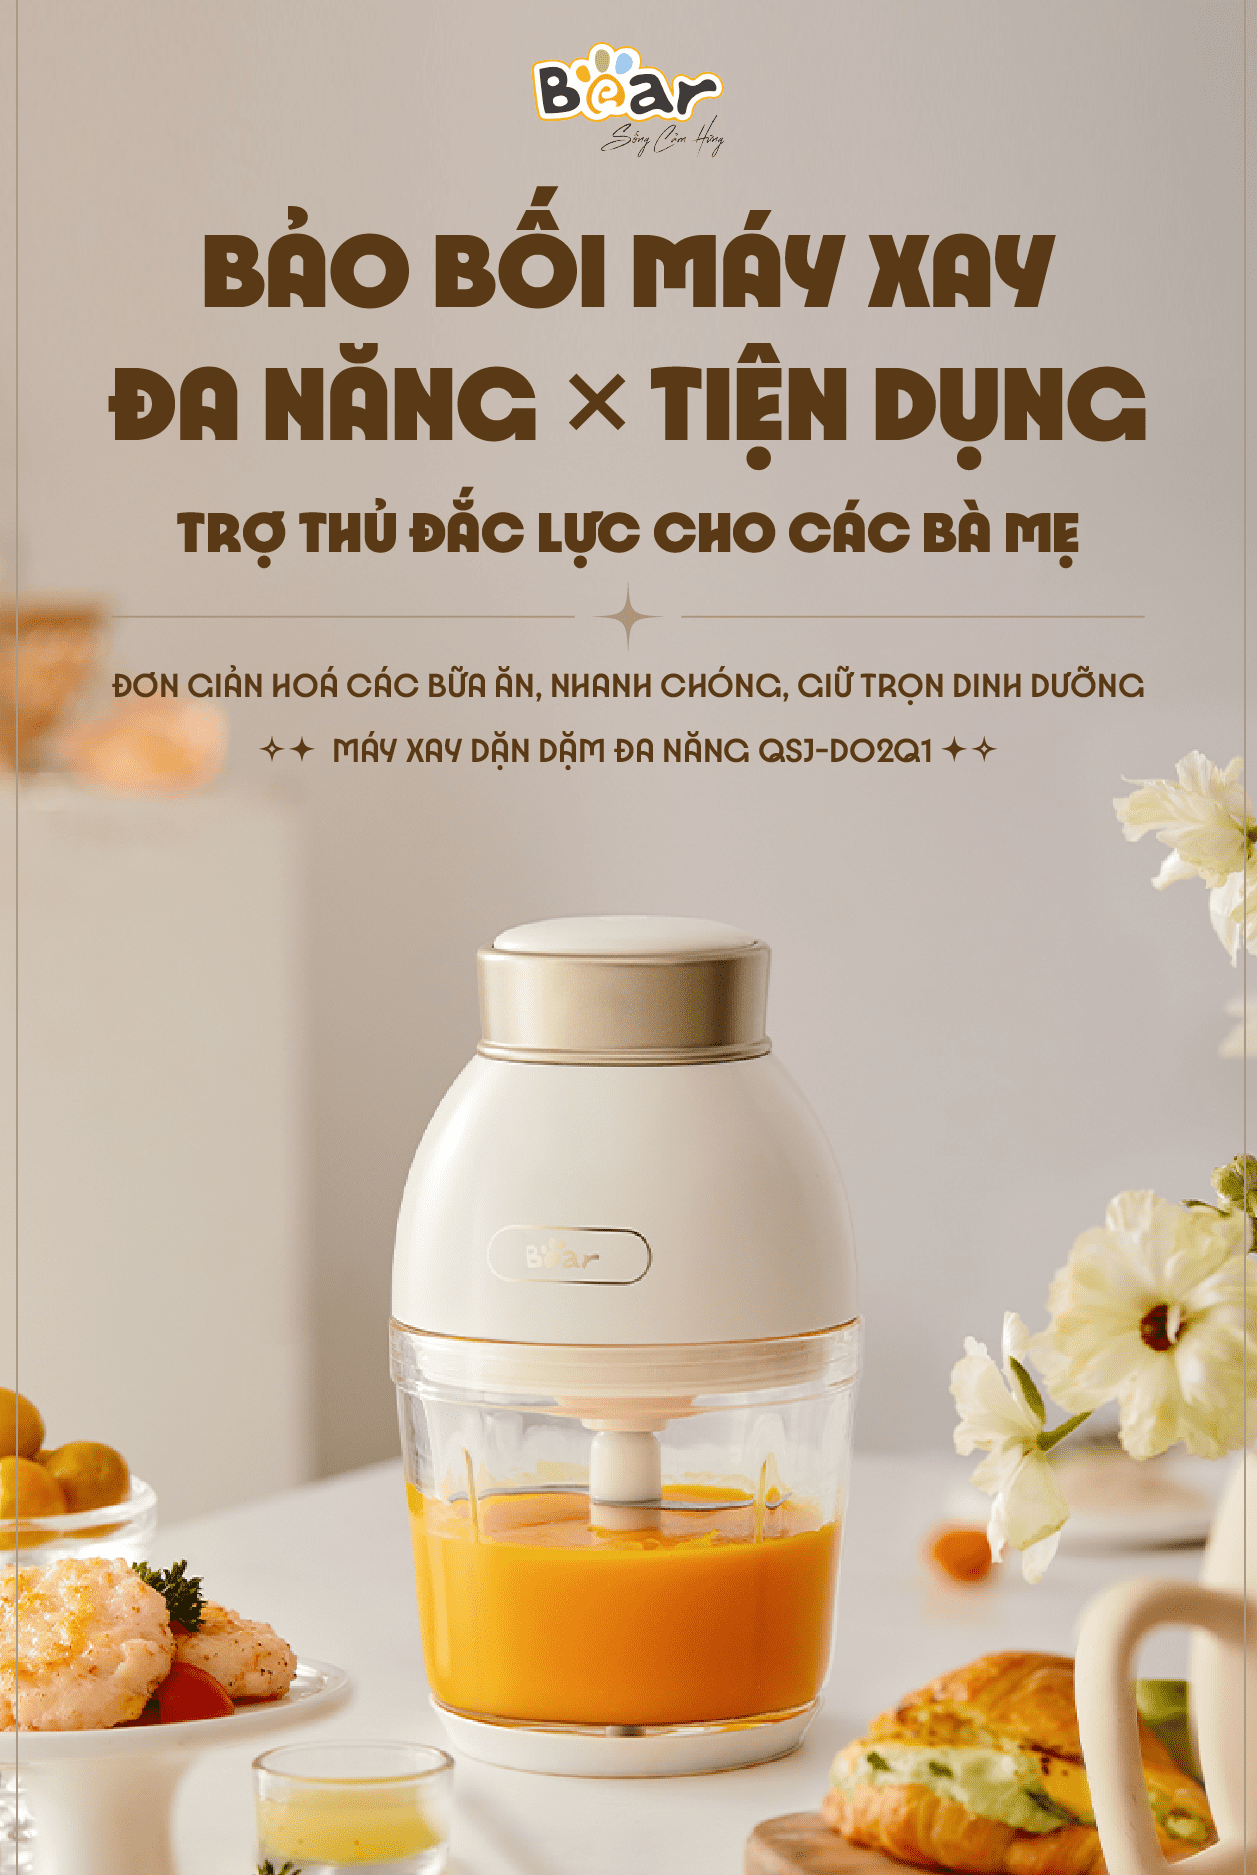 Bear
Sống Cảm Hứng
BẢO BỐI MÁY XAY
ĐA NĂNG × TIỆN DỤNG
TRỢ THỦ ĐẮC LỰC CHO CÁC BÀ MẸ
ĐƠN GIẢN HOÁ CÁC BỮA ĂN, NHANH CHÓNG, GIỮ TRỌN DINH DƯỠNG
MÁY XAY DẶN DẶM ĐA NĂNG QSJ-D02Q1
Bear